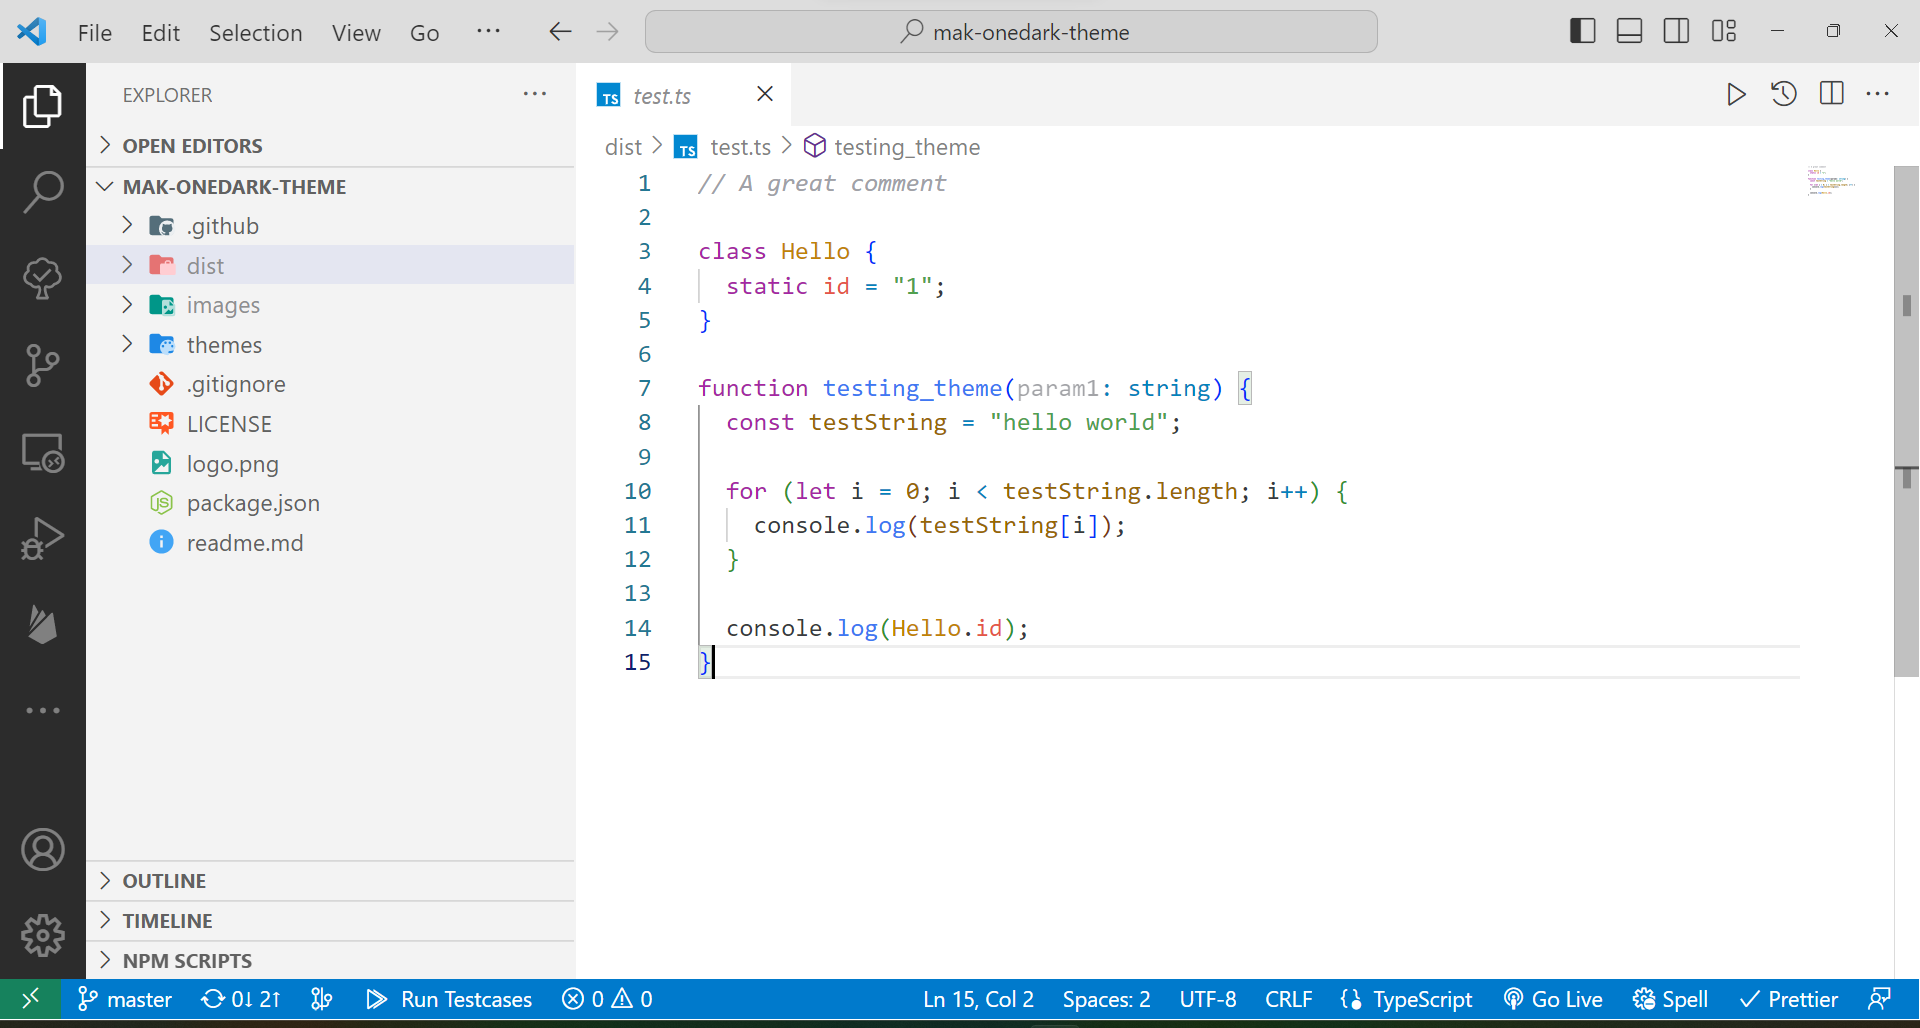 File Edit Selection View Go ··· mak-onedark-theme
EXPLORER ···
OPEN EDITORS
MAK-ONEDARK-THEME
.github
dist
images
themes
.gitignore
LICENSE
logo.png
package.json
readme.md
OUTLINE
TIMELINE
NPM SCRIPTS
TS test.ts
dist > TS test.ts > testing_theme
1 // A great comment
2
3 class Hello {
4   static id = "1";
5 }
6
7 function testing_theme(param1: string) {
8   const testString = "hello world";
9
10   for (let i = 0; i < testString.length; i++) {
11     console.log(testString[i]);
12   }
13
14   console.log(Hello.id);
15 }
master 0↓ 2↑ Run Testcases 0 0 Ln 15, Col 2 Spaces: 2 UTF-8 CRLF TypeScript Go Live Spell Prettier